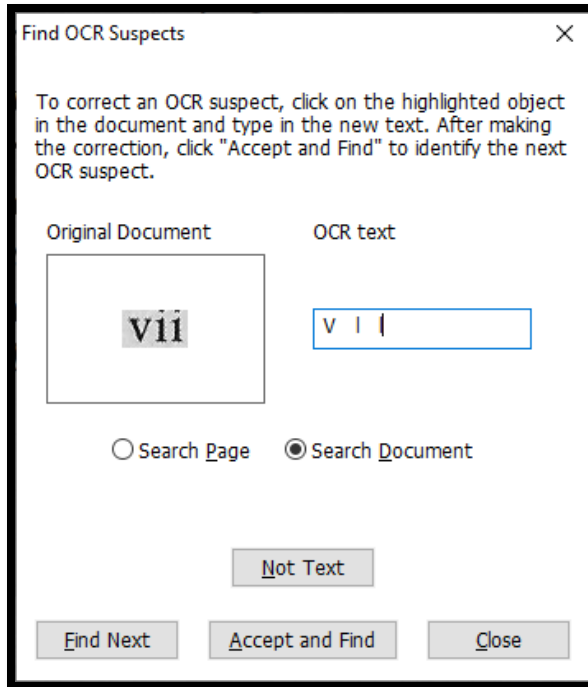 Find OCR Suspects
To correct an OCR suspect, click on the highlighted object
in the document and type in the new text. After making
the correction, click "Accept and Find" to identify the next
OCR suspect.
Original Document
OCR text
vii
V I I
Search Page
Search Document
Not Text
Find Next
Accept and Find
Close